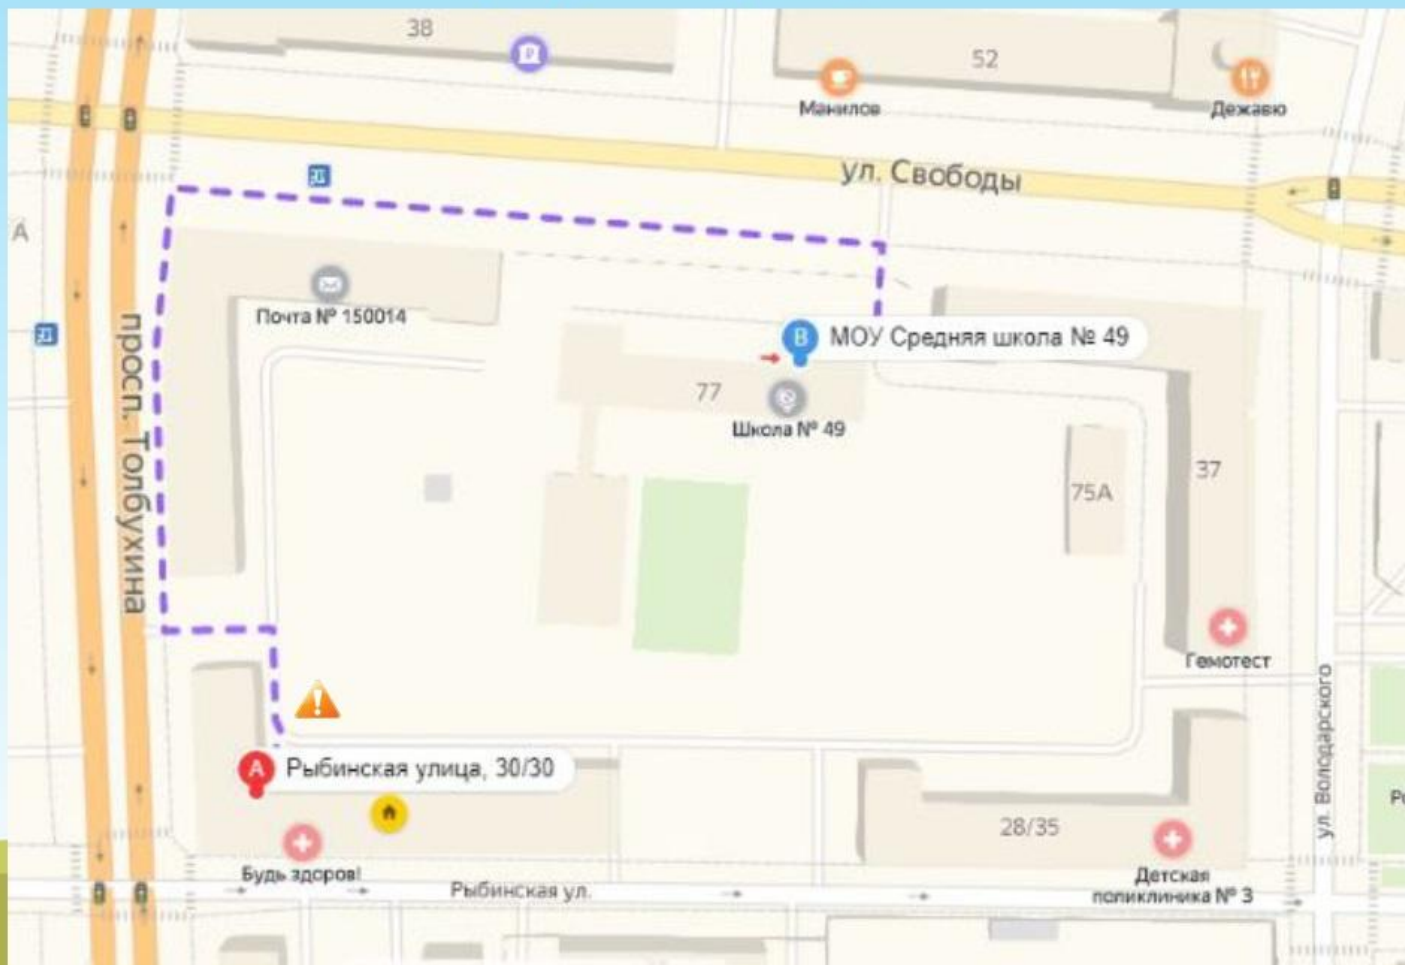 38
52
Манилов
Дежавю
ул. Свободы
А
Почта № 150014
B МОУ Средняя школа № 49
77
Школа № 49
просп. Толбухина
75А
37
Гемотест
ул. Володарского
A Рыбинская улица, 30/30
28/35
Будь здоров!
Рыбинская ул.
Детская
поликлиника № 3